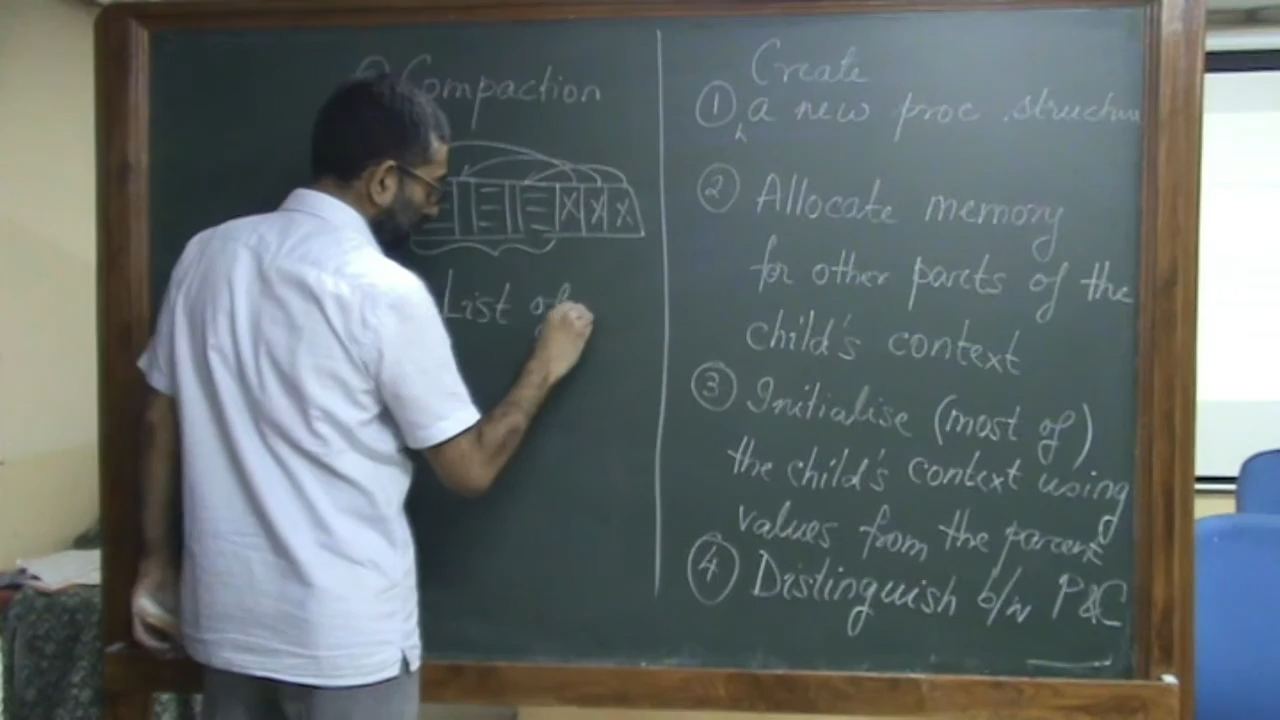 Compaction
X X X
List of
Create
① a new proc structure
② Allocate memory
for other parts of the
child's context
③ Initialise (most of)
the child's context using
values from the parent
④ Distinguish b/w P&C